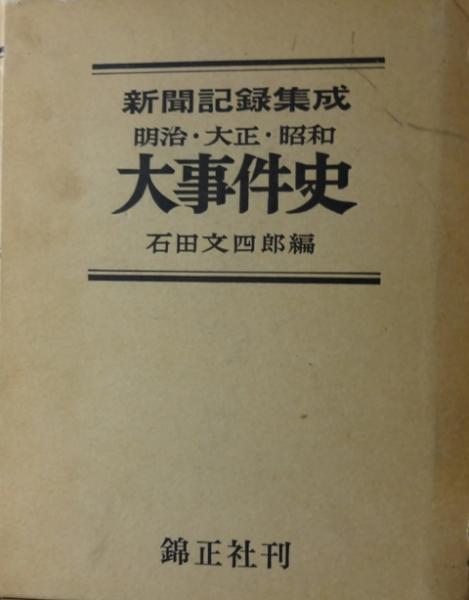 新聞記録集成
明治・大正・昭和
大事件史
石田文四郎編
錦正社刊